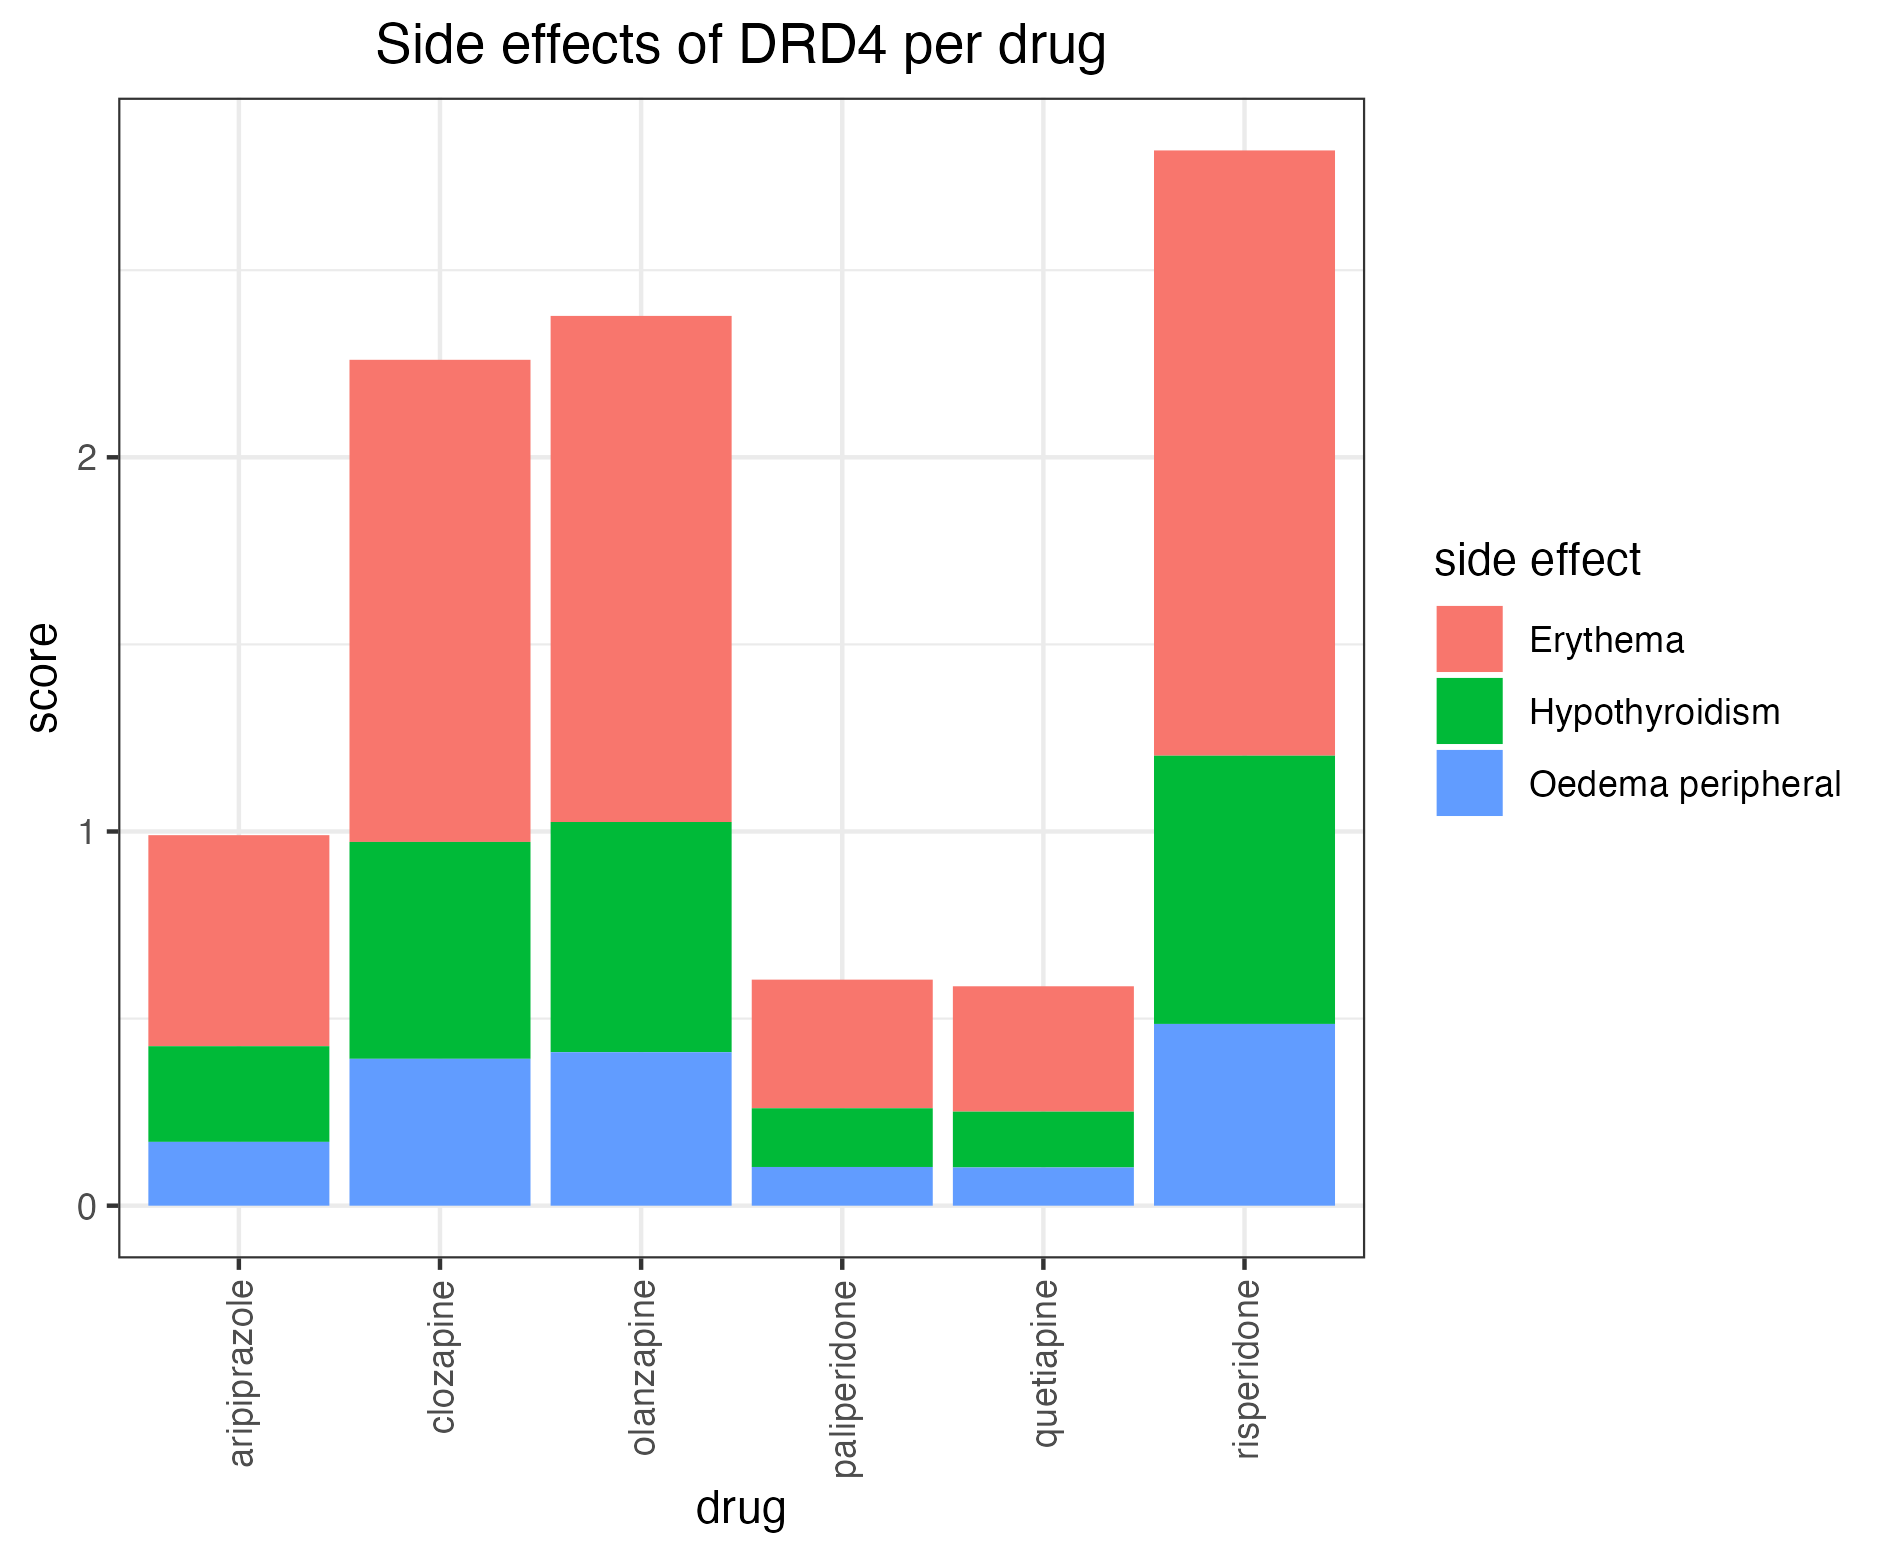 Side effects of DRD4 per drug
score
2
1
0
aripiprazole
clozapine
olanzapine
paliperidone
quetiapine
risperidone
drug
side effect
Erythema
Hypothyroidism
Oedema peripheral